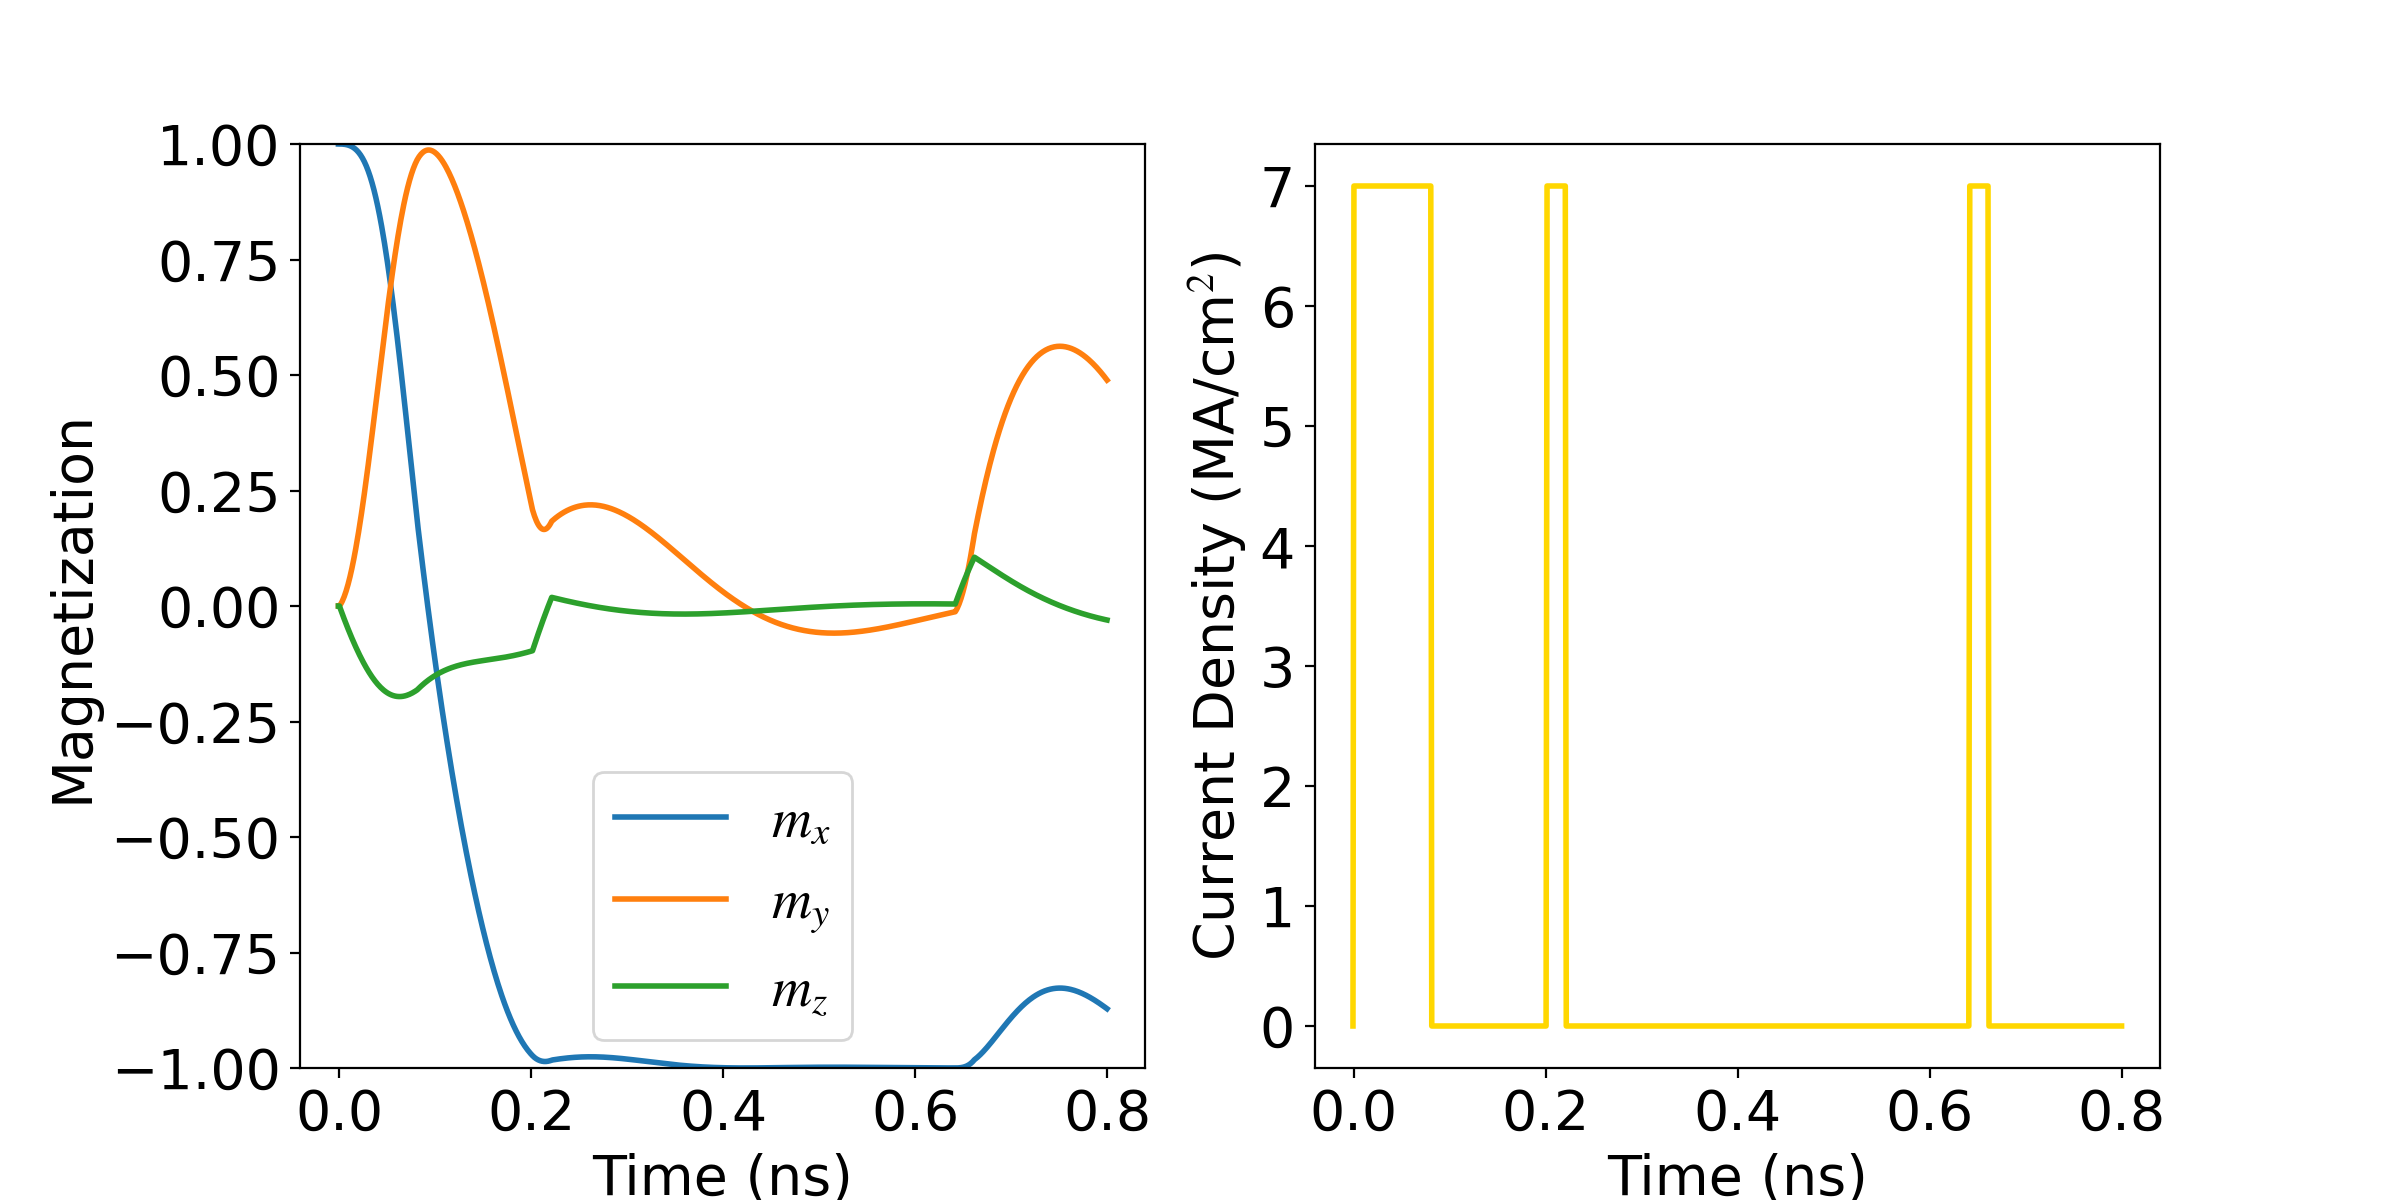 Magnetization
1.00
0.75
0.50
0.25
0.00
−0.25
−0.50
−0.75
−1.00
0.0 0.2 0.4 0.6 0.8
Time (ns)
mₓ
m_y
m_z
Current Density (MA/cm²)
7
6
5
4
3
2
1
0
0.0 0.2 0.4 0.6 0.8
Time (ns)